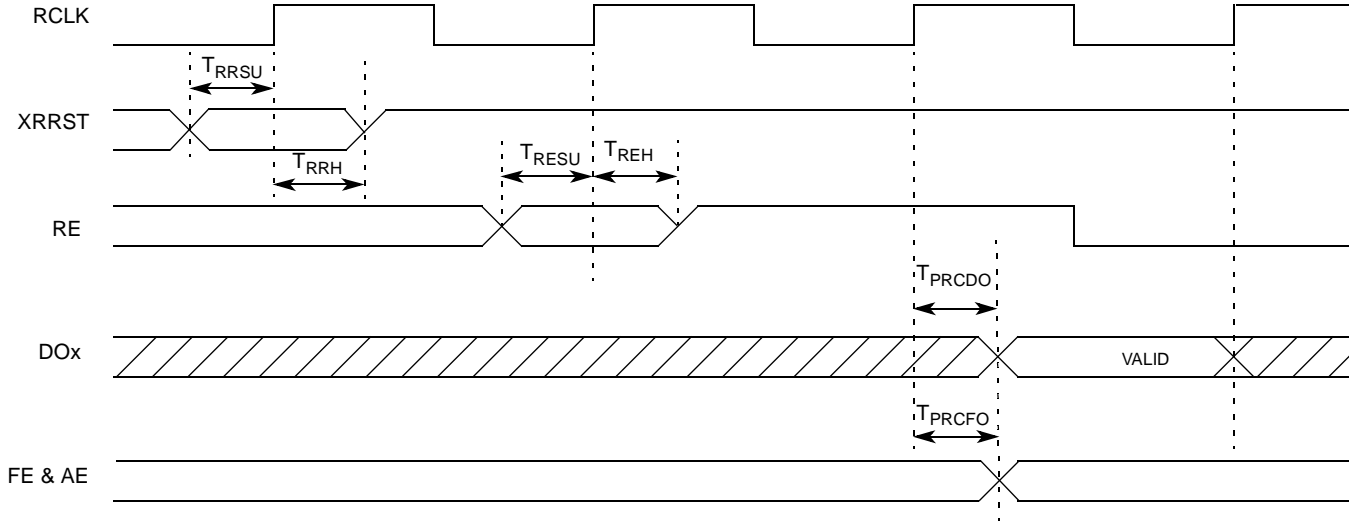 RCLK
TRRSU
XRRST
TRRH
TRESU
TREH
RE
TPRCDO
DOx
VALID
TPRCFO
FE & AE